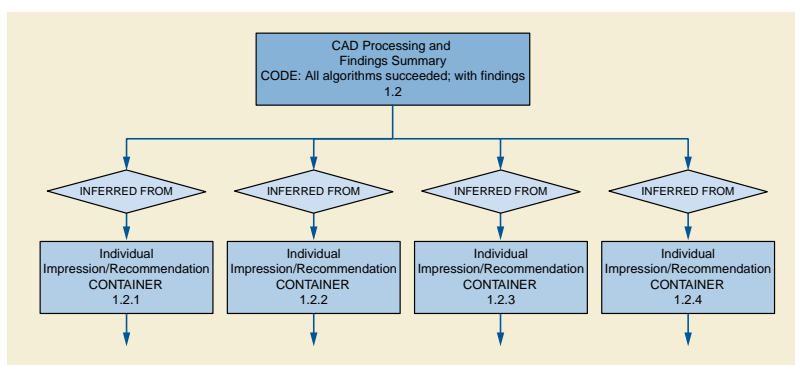 CAD Processing and
Findings Summary
CODE: All algorithms succeeded; with findings
1.2
INFERRED FROM
INFERRED FROM
INFERRED FROM
INFERRED FROM
Individual
Impression/Recommendation
CONTAINER
1.2.1
Individual
Impression/Recommendation
CONTAINER
1.2.2
Individual
Impression/Recommendation
CONTAINER
1.2.3
Individual
Impression/Recommendation
CONTAINER
1.2.4